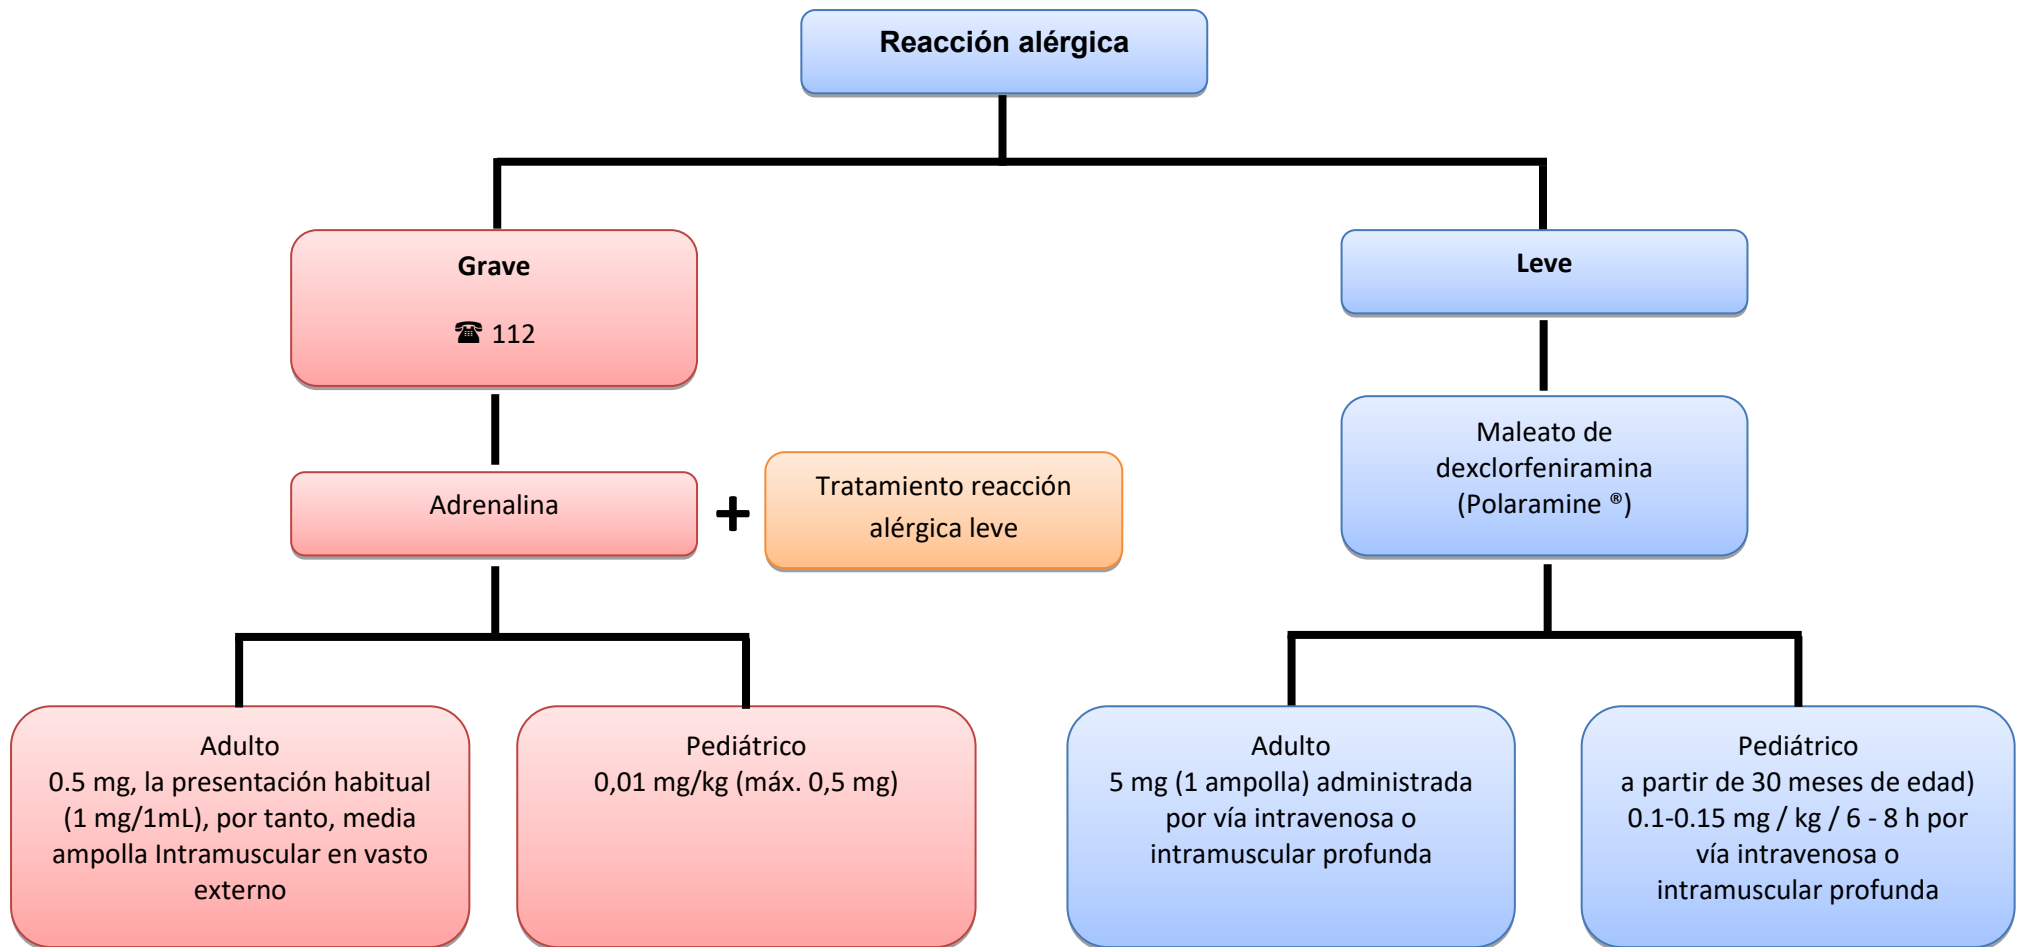 Reacción alérgica
Grave
☎ 112
Leve
Adrenalina
+
Tratamiento reacción
alérgica leve
Maleato de
dexclorfeniramina
(Polaramine ®)
Adulto
0.5 mg, la presentación habitual
(1 mg/1mL), por tanto, media
ampolla Intramuscular en vasto
externo
Pediátrico
0,01 mg/kg (máx. 0,5 mg)
Adulto
5 mg (1 ampolla) administrada
por vía intravenosa o
intramuscular profunda
Pediátrico
a partir de 30 meses de edad)
0.1-0.15 mg / kg / 6 - 8 h por
vía intravenosa o
intramuscular profunda